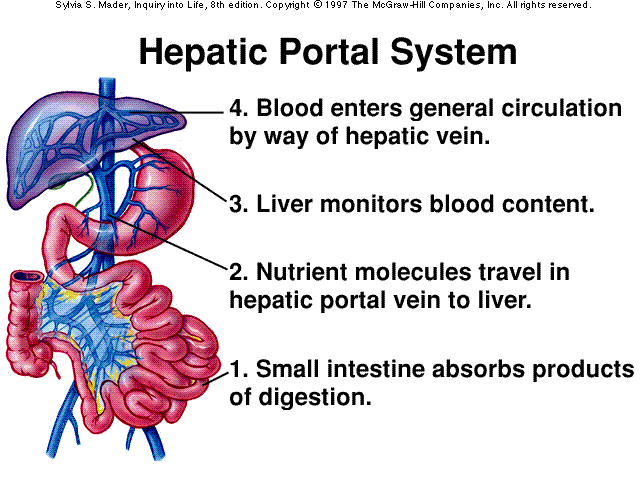 Sylvia S. Mader, Inquiry into Life, 8th edition. Copyright © 1997 The McGraw-Hill Companies, Inc. All rights reserved.
Hepatic Portal System
4. Blood enters general circulation
by way of hepatic vein.
3. Liver monitors blood content.
2. Nutrient molecules travel in
hepatic portal vein to liver.
1. Small intestine absorbs products
of digestion.